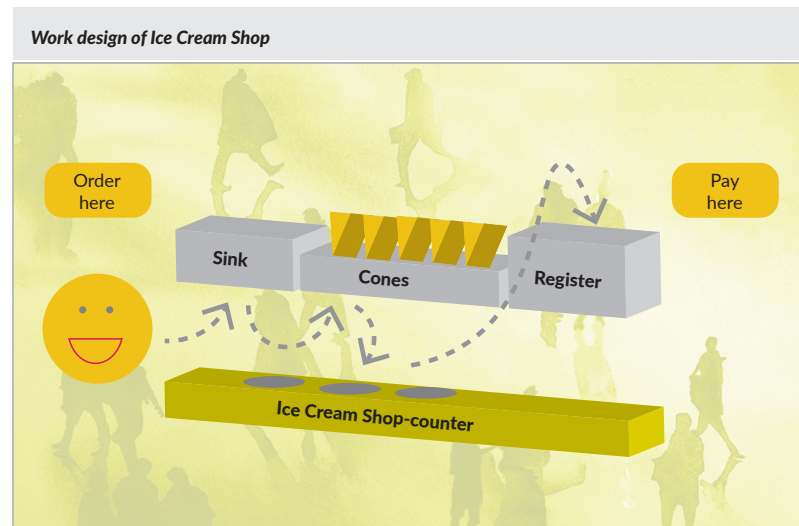 Work design of Ice Cream Shop
Order
here
Pay
here
Sink
Cones
Register
Ice Cream Shop-counter